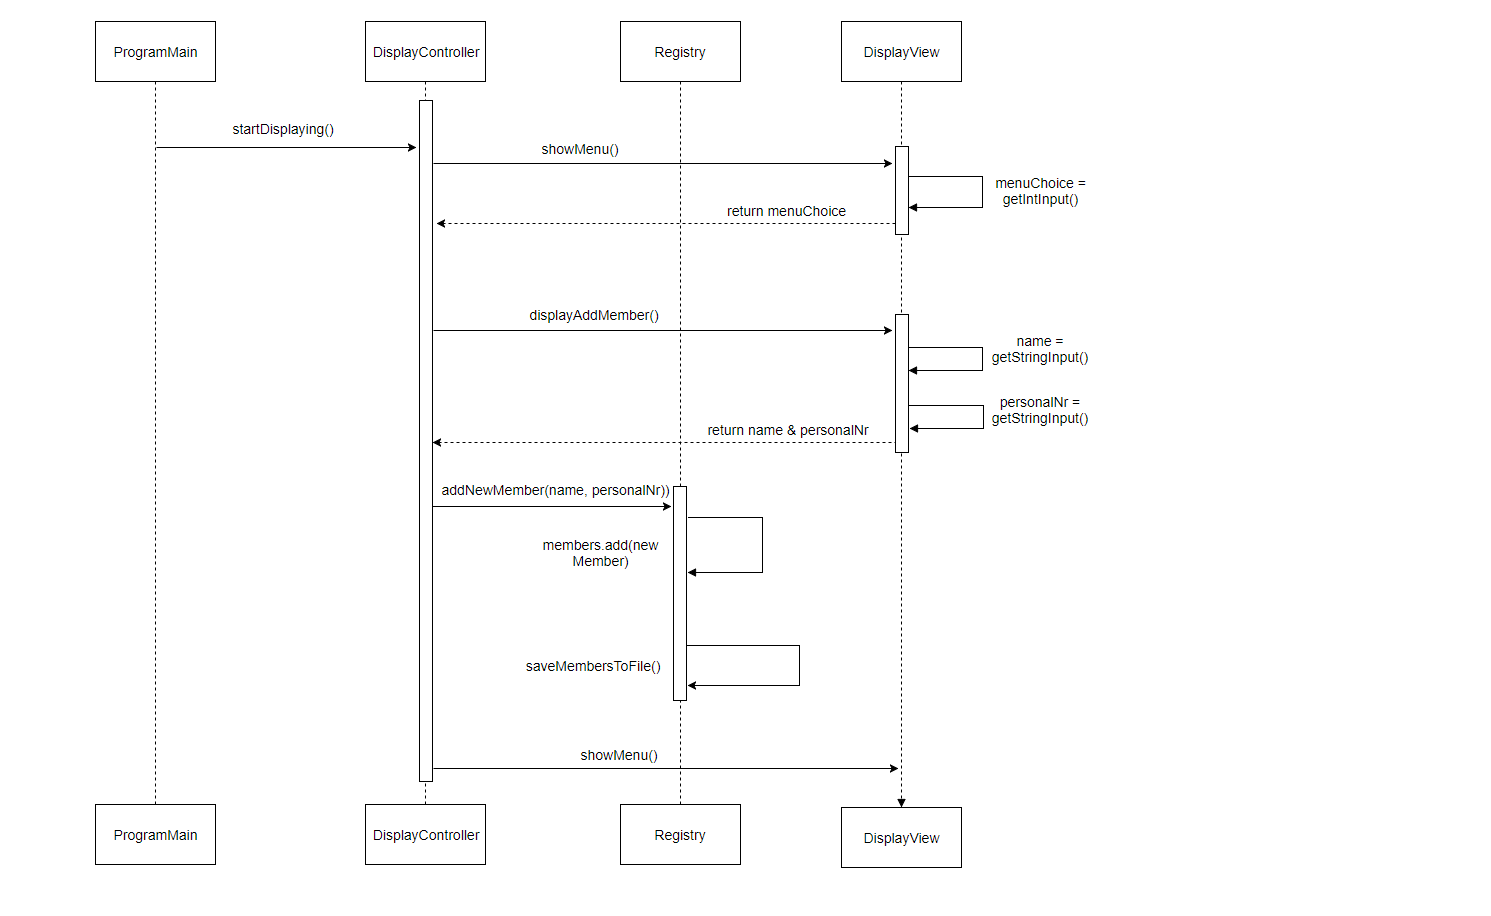 ProgramMain
DisplayController
Registry
DisplayView
startDisplaying()
showMenu()
menuChoice =
getIntInput()
return menuChoice
displayAddMember()
name =
getStringInput()
personalNr =
getStringInput()
return name & personalNr
addNewMember(name, personalNr))
members.add(new
Member)
saveMembersToFile()
showMenu()
ProgramMain
DisplayController
Registry
DisplayView